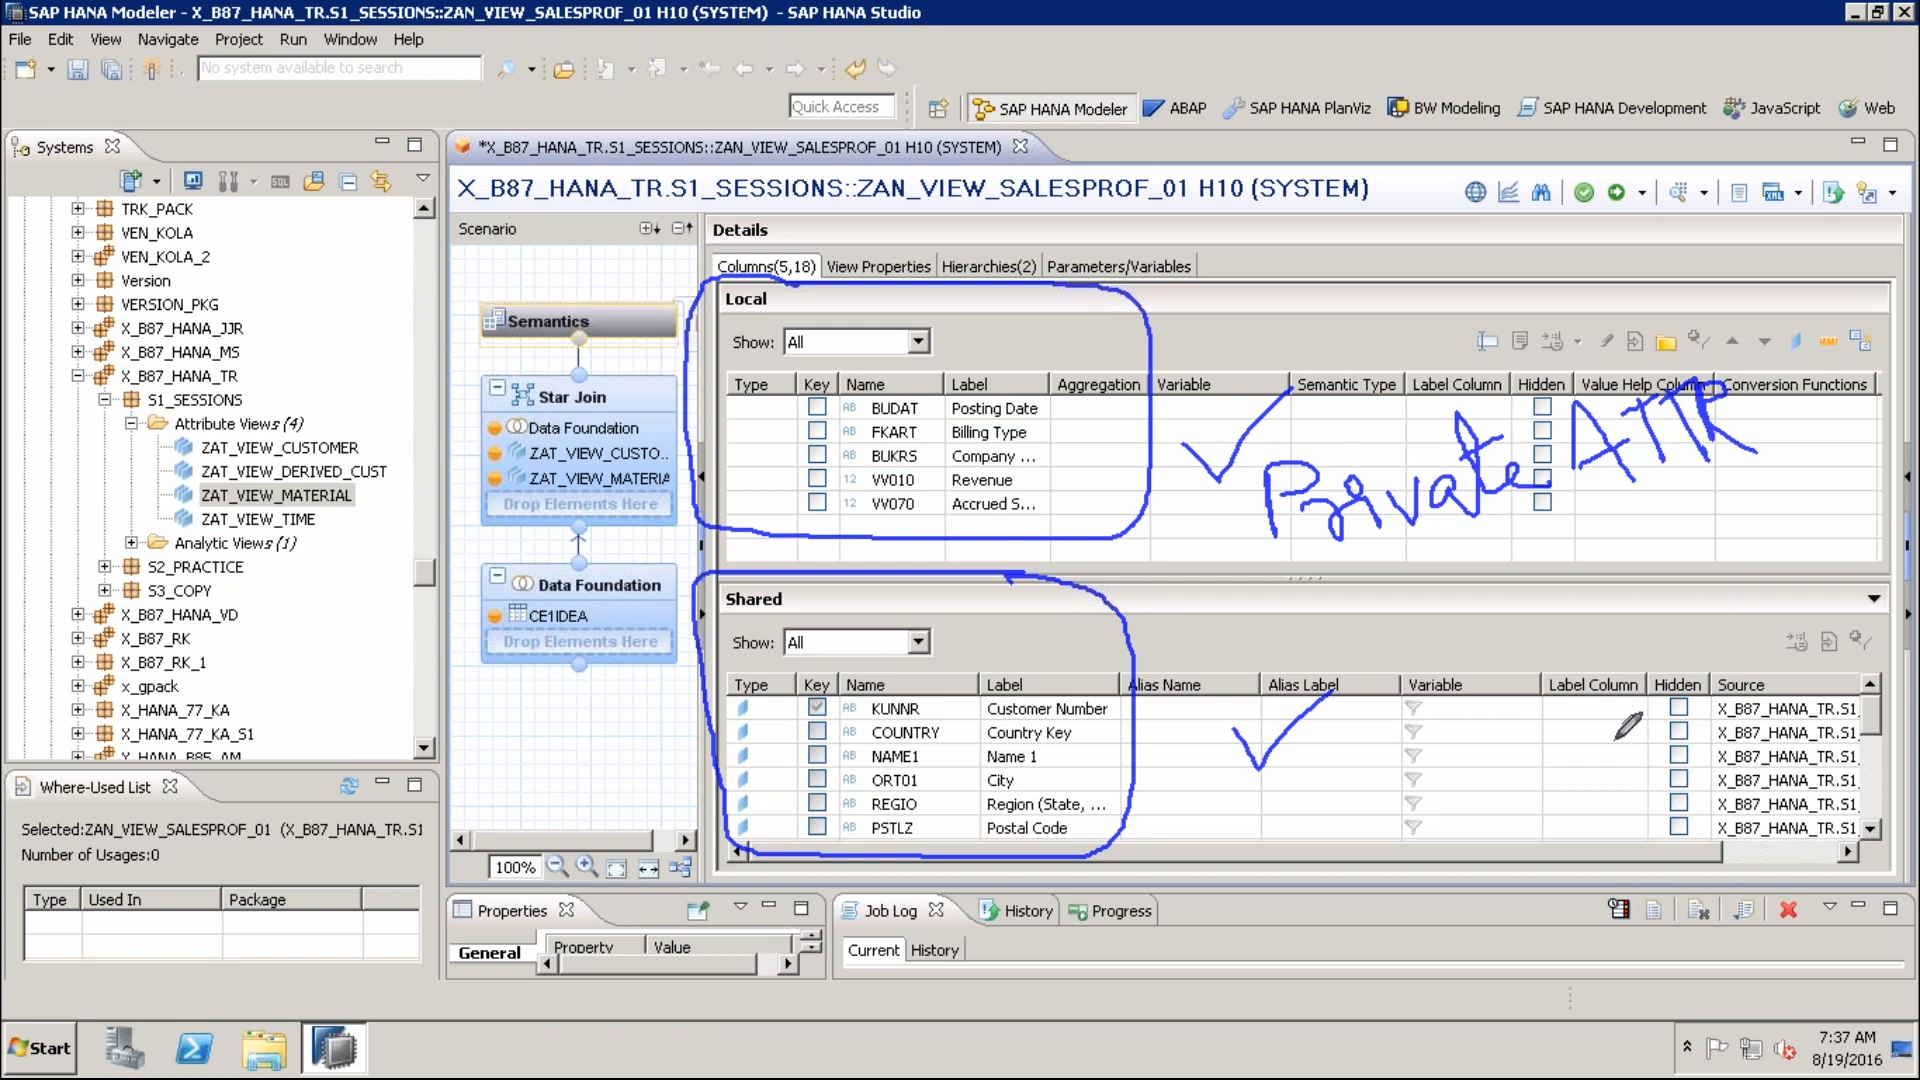 SAP HANA Modeler - X_B87_HANA_TR.S1_SESSIONS::ZAN_VIEW_SALESPROF_01 H10 (SYSTEM) - SAP HANA Studio
File Edit View Navigate Project Run Window Help
No system available to search
Quick Access SAP HANA Modeler ABAP SAP HANA PlanViz BW Modeling SAP HANA Development JavaScript Web
Systems
TRK_PACK
VEN_KOLA
VEN_KOLA_2
Version
VERSION_PKG
X_B87_HANA_JJR
X_B87_HANA_MS
X_B87_HANA_TR
S1_SESSIONS
Attribute Views (4)
ZAT_VIEW_CUSTOMER
ZAT_VIEW_DERIVED_CUST
ZAT_VIEW_MATERIAL
ZAT_VIEW_TIME
Analytic Views (1)
S2_PRACTICE
S3_COPY
X_B87_HANA_VD
X_B87_RK
X_B87_RK_1
x_gpack
X_HANA_77_KA
X_HANA_77_KA_S1
Where-Used List
Selected:ZAN_VIEW_SALESPROF_01 (X_B87_HANA_TR.S1
Number of Usages:0
Type Used In Package
*X_B87_HANA_TR.S1_SESSIONS::ZAN_VIEW_SALESPROF_01 H10 (SYSTEM)
X_B87_HANA_TR.S1_SESSIONS::ZAN_VIEW_SALESPROF_01 H10 (SYSTEM)
Scenario
Semantics
Star Join
Data Foundation
ZAT_VIEW_CUSTO..
ZAT_VIEW_MATERIA
Drop Elements Here
Data Foundation
CE1IDEA
Drop Elements Here
100%
Details
Columns(5,18) View Properties Hierarchies(2) Parameters/Variables
Local
Show: All
Type Key Name Label Aggregation Variable Semantic Type Label Column Hidden Value Help Column Conversion Functions
AB BUDAT Posting Date
AB FKART Billing Type
AB BUKRS Company ...
12 VV010 Revenue
12 VV070 Accrued S...
Private ATTR
Shared
Show: All
Type Key Name Label Alias Name Alias Label Variable Label Column Hidden Source
AB KUNNR Customer Number X_B87_HANA_TR.S1
AB COUNTRY Country Key X_B87_HANA_TR.S1
AB NAME1 Name 1 X_B87_HANA_TR.S1
AB ORT01 City X_B87_HANA_TR.S1
AB REGIO Region (State, ... X_B87_HANA_TR.S1
AB PSTLZ Postal Code X_B87_HANA_TR.S1
Properties
General
Property Value
Job Log History Progress
Current History
Start
7:37 AM
8/19/2016